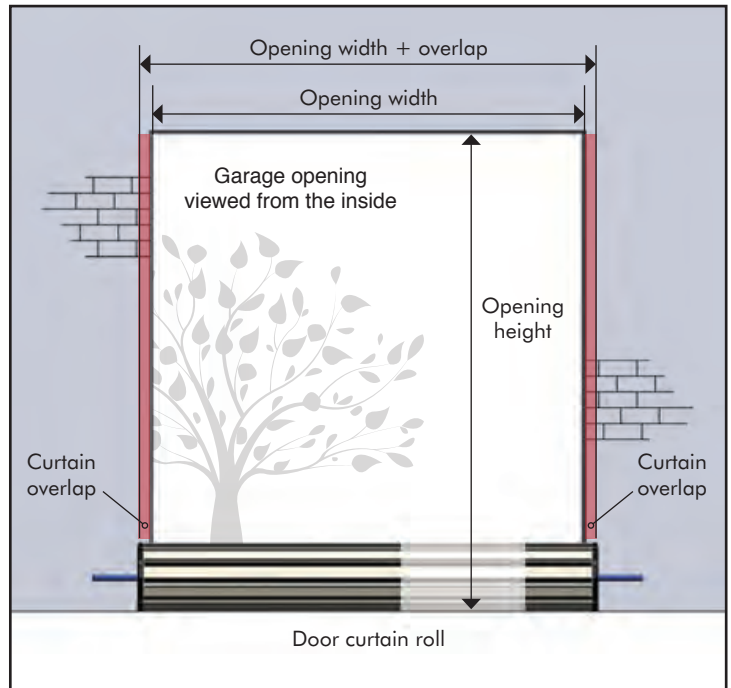 Opening width + overlap
Opening width
Garage opening
viewed from the inside
Opening
height
Curtain
overlap
Curtain
overlap
Door curtain roll